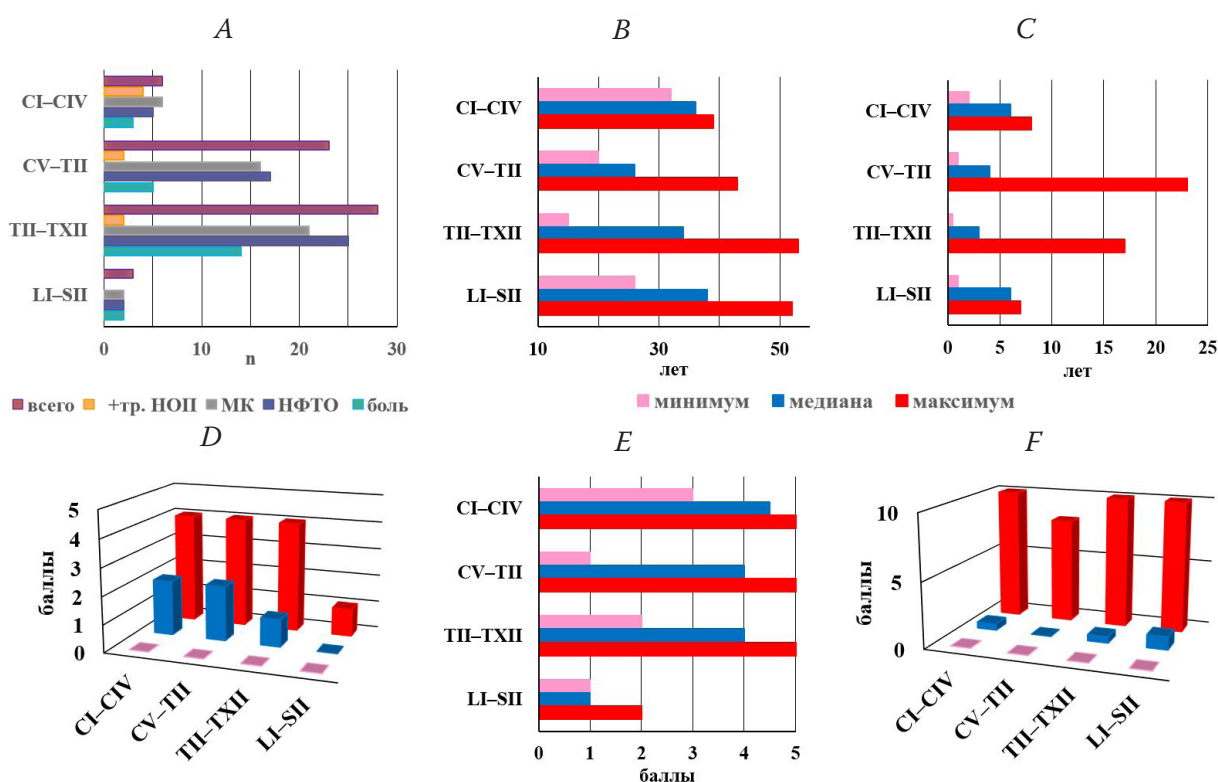 A
CI–CIV
CV–TII
TII–TXII
LI–SII
0 10 20 30
n
всего +тр. НОП МК НФТО боль
B
CI–CIV
CV–TII
TII–TXII
LI–SII
10 30 50
лет
C
CI–CIV
CV–TII
TII–TXII
LI–SII
0 5 10 15 20 25
лет
минимум медиана максимум
D
5
4
3
2
1
0
баллы
CI–CIV
CV–TII
TII–TXII
LI–SII
E
CI–CIV
CV–TII
TII–TXII
LI–SII
0 1 2 3 4 5
баллы
F
10
5
0
баллы
CI–CIV
CV–TII
TII–TXII
LI–SII